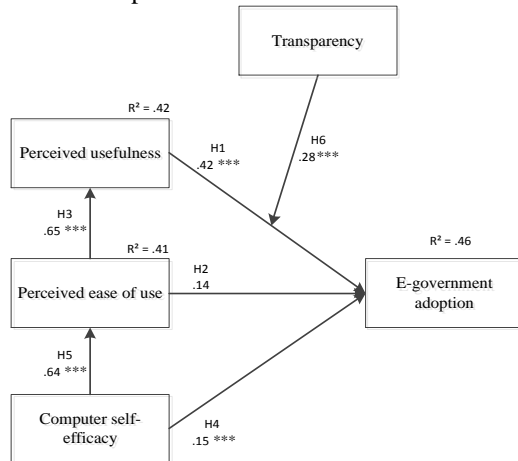 Transparency
R² = .42
Perceived usefulness
H1
.42 ***
H6
.28***
H3
.65 ***
R² = .41
R² = .46
Perceived ease of use
H2
.14
E-government
adoption
H5
.64 ***
Computer self-
efficacy
H4
.15 ***